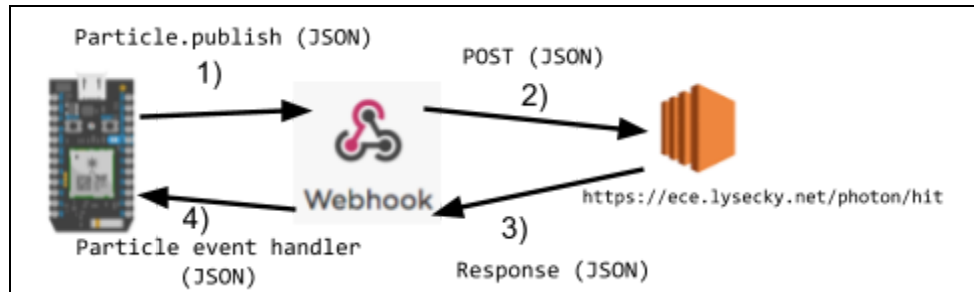 Particle.publish (JSON)
1)
POST (JSON)
2)
Webhook
https://ece.lysecky.net/photon/hit
4)
3)
Particle event handler
(JSON)
Response (JSON)